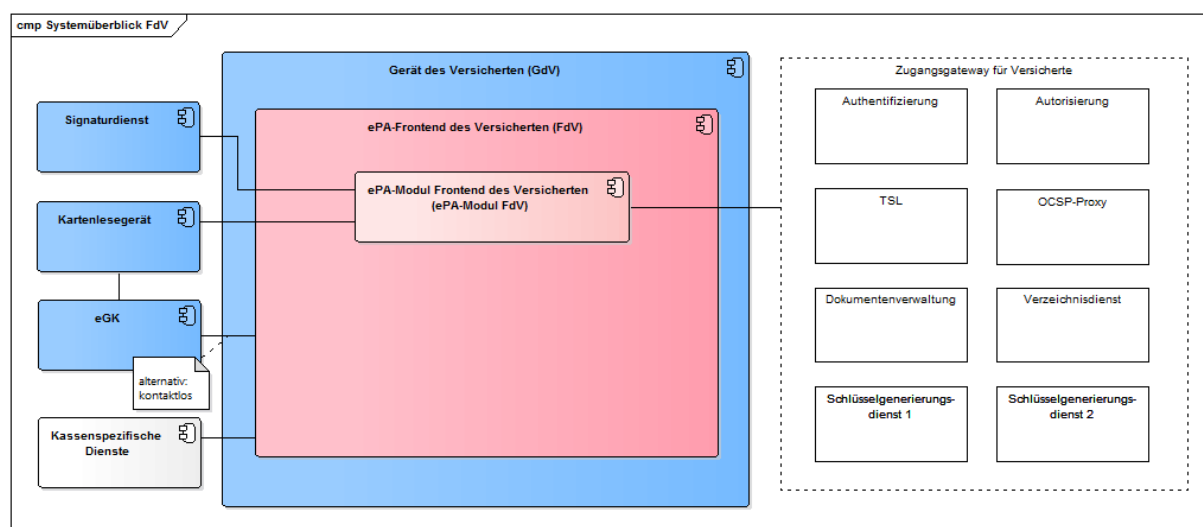 cmp Systemüberblick FdV
Signaturdienst
Kartenlesegerät
eGK
alternativ:
kontaktlos
Kassenspezifische
Dienste
Gerät des Versicherten (GdV)
ePA-Frontend des Versicherten (FdV)
ePA-Modul Frontend des Versicherten
(ePA-Modul FdV)
Zugangsgateway für Versicherte
Authentifizierung
Autorisierung
TSL
OCSP-Proxy
Dokumentenverwaltung
Verzeichnisdienst
Schlüsselgenerierungs-
dienst 1
Schlüsselgenerierungs-
dienst 2